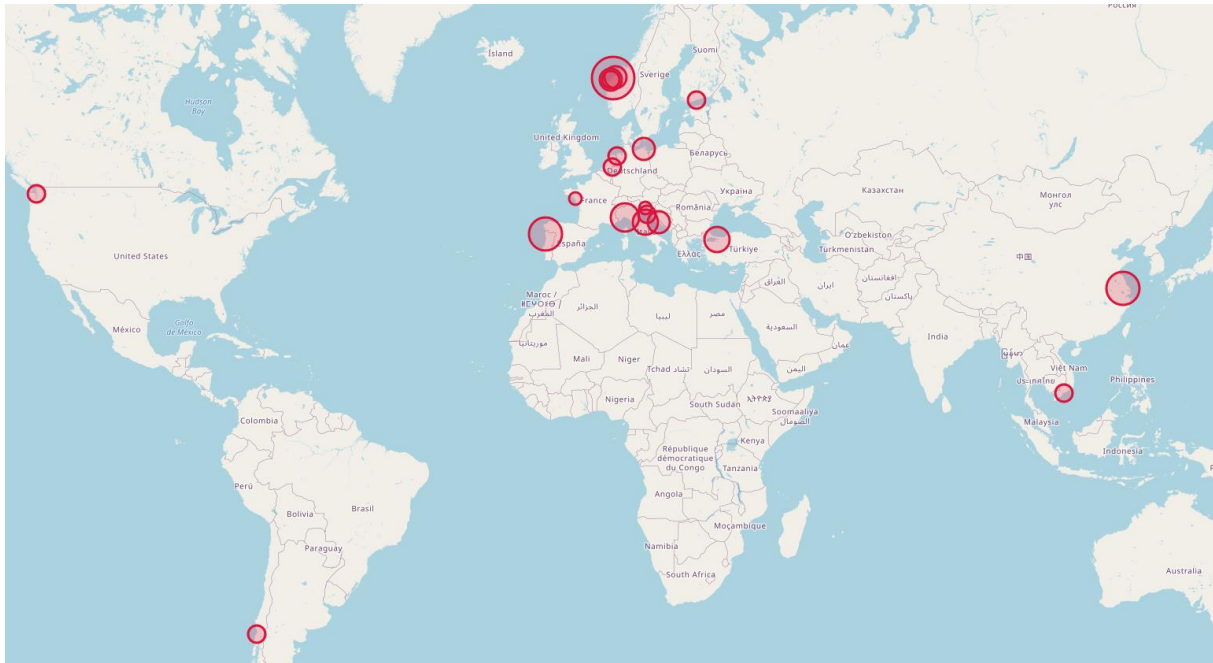 РОССИЯ
Ísland
Suomi
Sverige
Hudson
Bay
United Kingdom
Беларусь
Deutschland
Україна
Казахстан
Монгол
улс
France
România
O'zbekiston
España
Ελλάς
Türkiye
Türkmenistan
United States
中国
افغانستان
ایران
العراق
پاکستان
Maroc /
ⵍⵎⵖⵔⵉⴱ /
المغرب
الجزائر
ليبيا
مصر
México
Golfo
de México
السعودية
India
موريتانيا
عمان
Mali
Niger
မြန်မာ
Tchad تشاد
السودان
اليمن
Việt Nam
ประเทศไทย
Philippines
Nigeria
South Sudan
ኢትዮጵያ
Soomaaliya
الصومال
Colombia
Malaysia
Kenya
République
démocratique
du Congo
Indonesia
Tanzania
Perú
Angola
Brasil
Bolivia
Moçambique
Namibia
Paraguay
South Africa
Australia